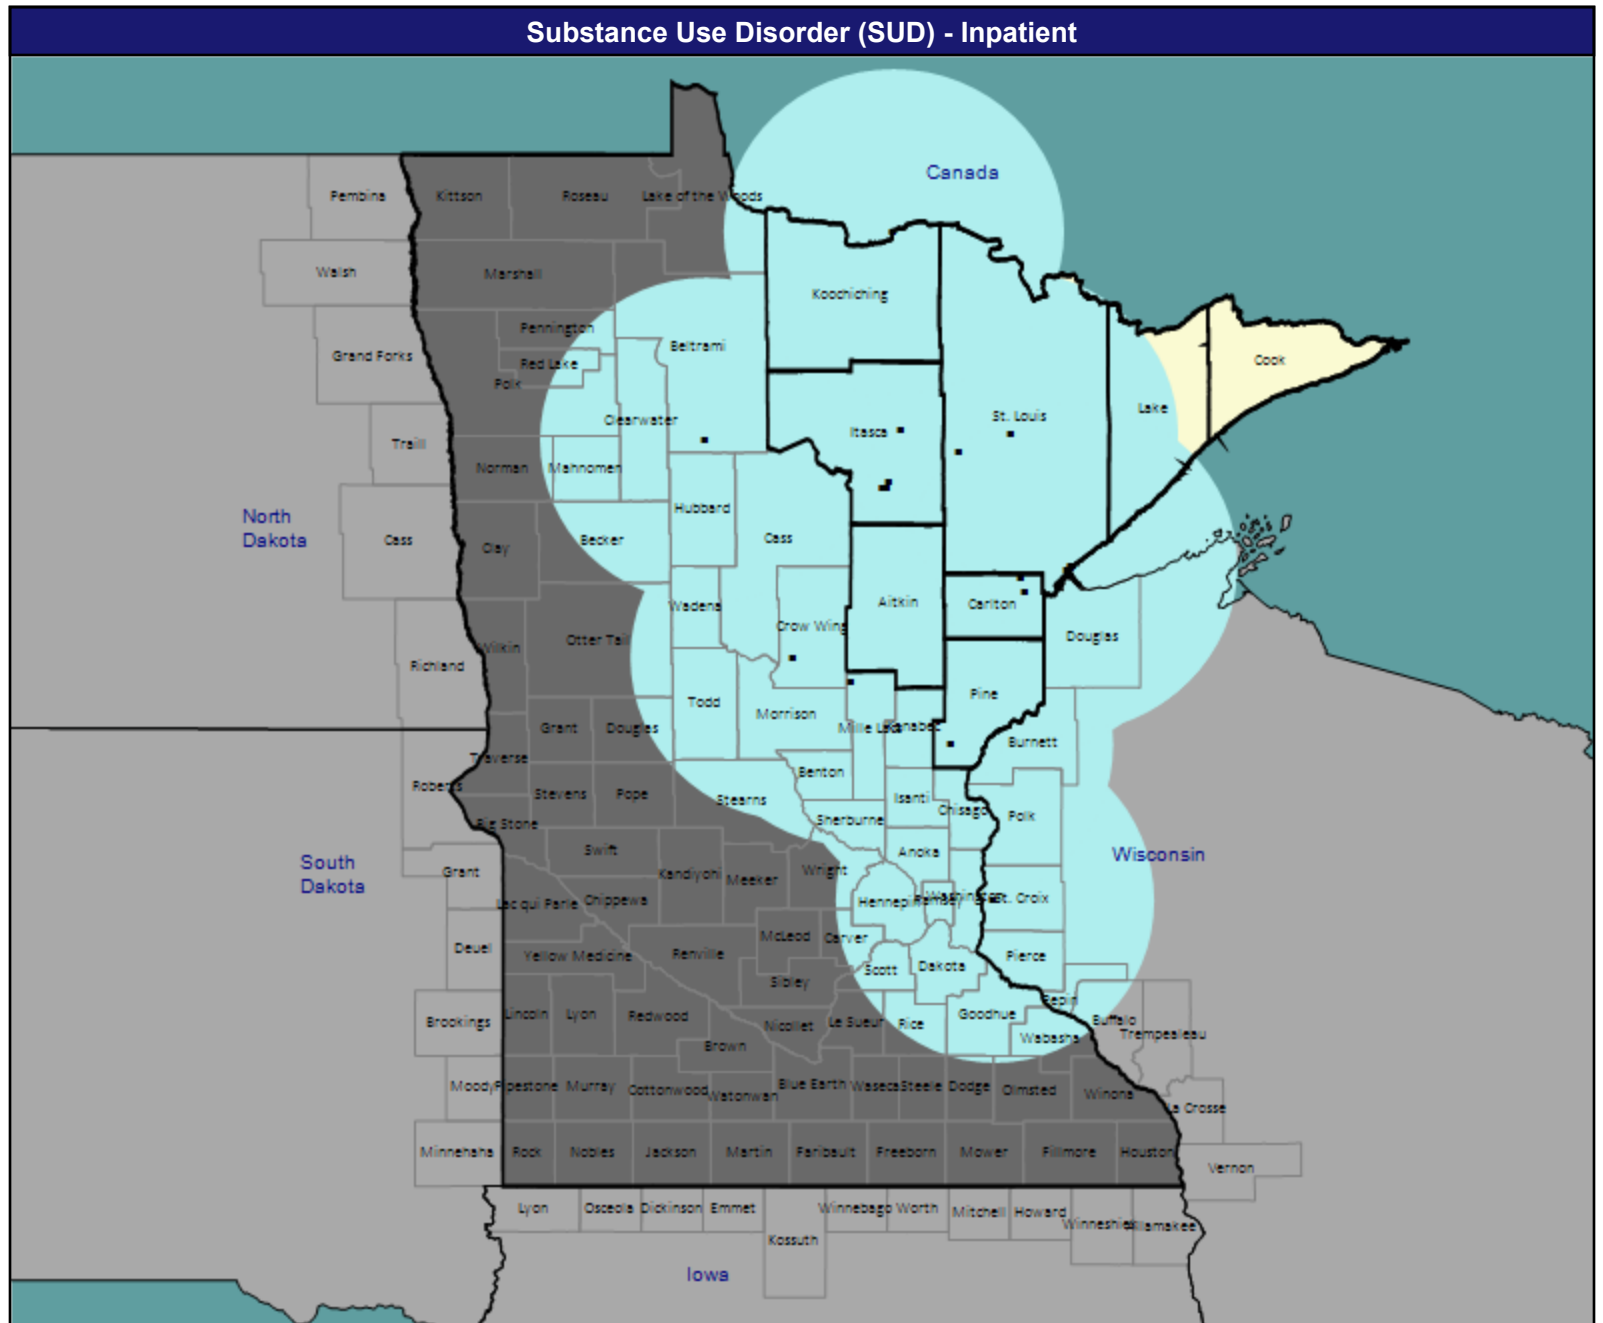 Substance Use Disorder (SUD) - Inpatient
Canada
Pembina
Kittson
Roseau
Lake of the Woods
Walsh
Marshall
Koochiching
Pennington
Beltrami
Grand Forks
Red Lake
Cook
Polk
Lake
Clearwater
St. Louis
Itasca
Traill
Norman
Mahnomen
Hubbard
North
Dakota
Cass
Clay
Becker
Cass
Wadena
Aitkin
Carlton
Crow Wing
Douglas
Otter Tail
Wilkin
Richland
Pine
Todd
Morrison
Grant
Douglas
Mille Lacs
Kanabec
Burnett
Traverse
Benton
Roberts
Stevens
Pope
Stearns
Isanti
Chisago
Polk
Sherburne
Big Stone
Swift
Anoka
Wisconsin
South
Dakota
Grant
Kandiyohi
Meeker
Wright
Lac qui Parle
Chippewa
Hennepin
Ramsey
Washington
St. Croix
McLeod
Carver
Deuel
Yellow Medicine
Renville
Scott
Dakota
Pierce
Sibley
Pepin
Brookings
Lincoln
Lyon
Redwood
Nicollet
Le Sueur
Rice
Goodhue
Wabasha
Buffalo
Trempealeau
Brown
Moody
Pipestone
Murray
Cottonwood
Watonwan
Blue Earth
Waseca
Steele
Dodge
Olmsted
Winona
La Crosse
Minnehaha
Rock
Nobles
Jackson
Martin
Faribault
Freeborn
Mower
Fillmore
Houston
Vernon
Lyon
Osceola
Dickinson
Emmet
Winnebago
Worth
Mitchell
Howard
Winneshiek
Allamakee
Kossuth
Iowa